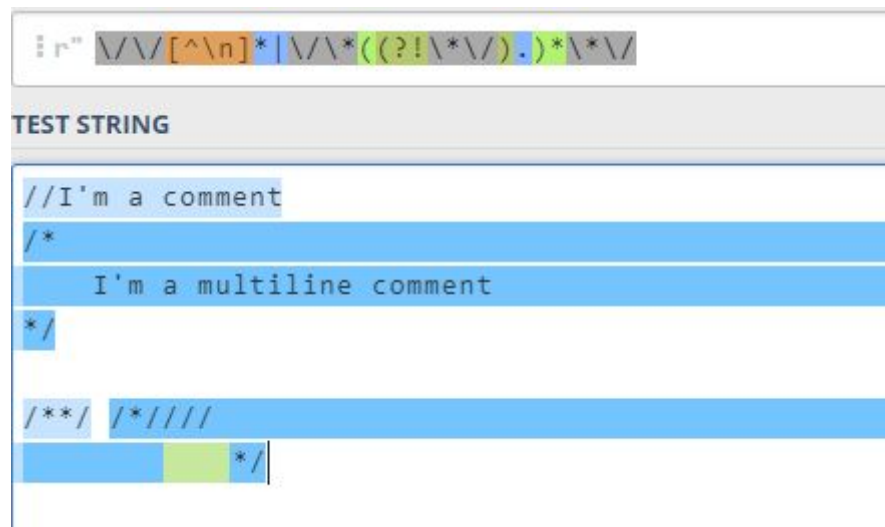 r" \/\/[^\n]*|\/\*((?!\*\/).)*\*\/
TEST STRING
//I'm a comment
/*
    I'm a multiline comment
*/
/**/ /*////
             */